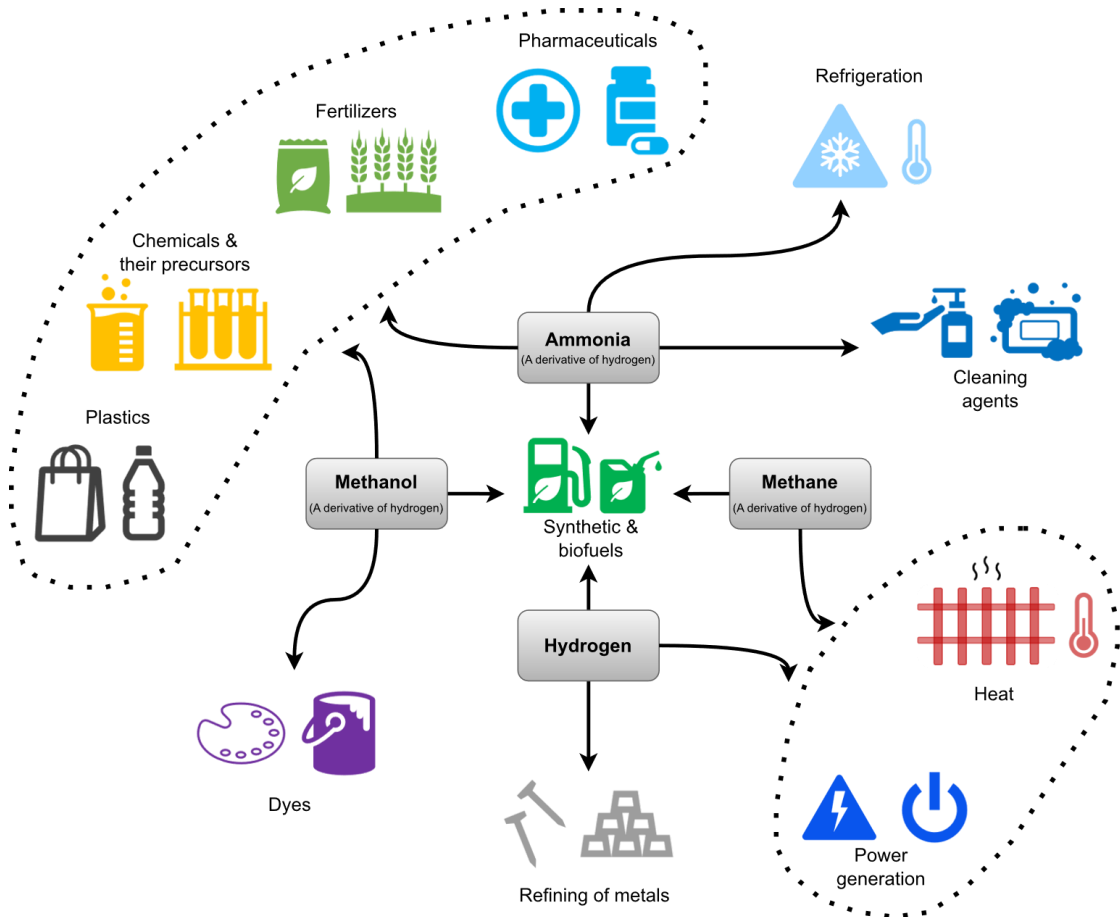 Pharmaceuticals
Refrigeration
Fertilizers
Chemicals &
their precursors
Ammonia
(A derivative of hydrogen)
Cleaning
agents
Plastics
Methanol
(A derivative of hydrogen)
Methane
(A derivative of hydrogen)
Synthetic &
biofuels
Hydrogen
Heat
Dyes
Power
generation
Refining of metals